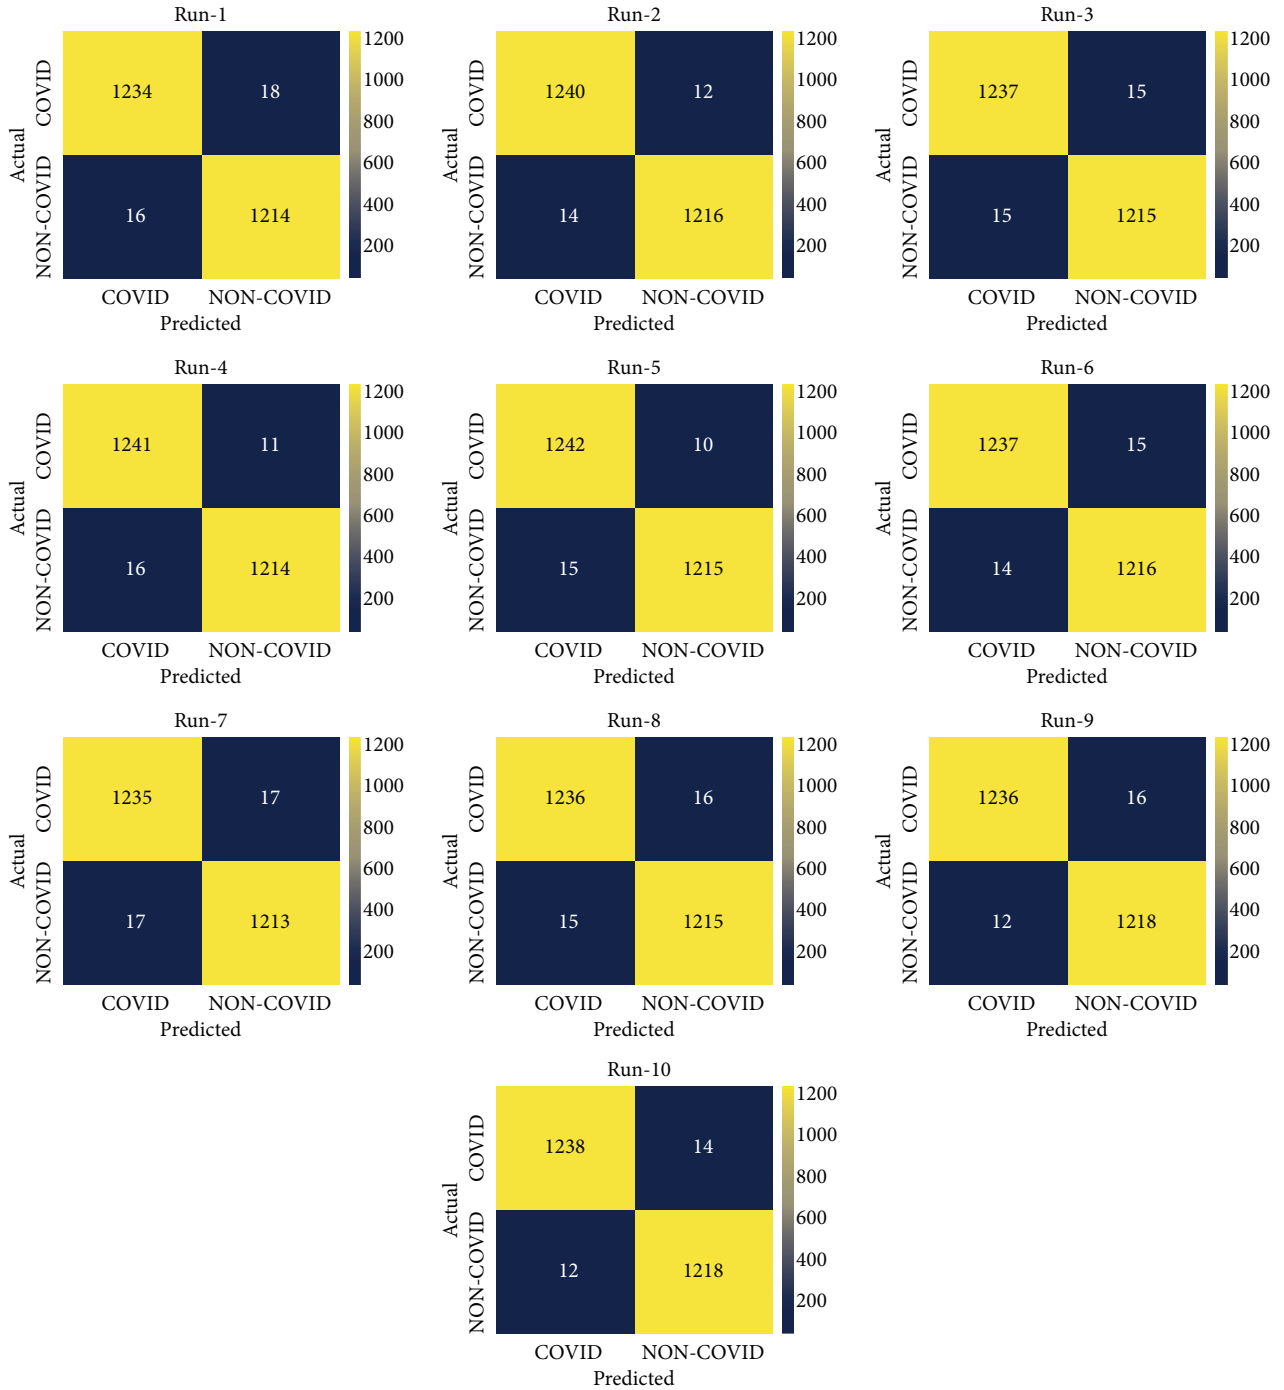 Run-1
1234 18
16 1214
COVID
NON-COVID
Actual
COVID NON-COVID
Predicted
1200
1000
800
600
400
200
Run-2
1240 12
14 1216
COVID
NON-COVID
Actual
COVID NON-COVID
Predicted
1200
1000
800
600
400
200
Run-3
1237 15
15 1215
COVID
NON-COVID
Actual
COVID NON-COVID
Predicted
1200
1000
800
600
400
200
Run-4
1241 11
16 1214
COVID
NON-COVID
Actual
COVID NON-COVID
Predicted
1200
1000
800
600
400
200
Run-5
1242 10
15 1215
COVID
NON-COVID
Actual
COVID NON-COVID
Predicted
1200
1000
800
600
400
200
Run-6
1237 15
14 1216
COVID
NON-COVID
Actual
COVID NON-COVID
Predicted
1200
1000
800
600
400
200
Run-7
1235 17
17 1213
COVID
NON-COVID
Actual
COVID NON-COVID
Predicted
1200
1000
800
600
400
200
Run-8
1236 16
15 1215
COVID
NON-COVID
Actual
COVID NON-COVID
Predicted
1200
1000
800
600
400
200
Run-9
1236 16
12 1218
COVID
NON-COVID
Actual
COVID NON-COVID
Predicted
1200
1000
800
600
400
200
Run-10
1238 14
12 1218
COVID
NON-COVID
Actual
COVID NON-COVID
Predicted
1200
1000
800
600
400
200